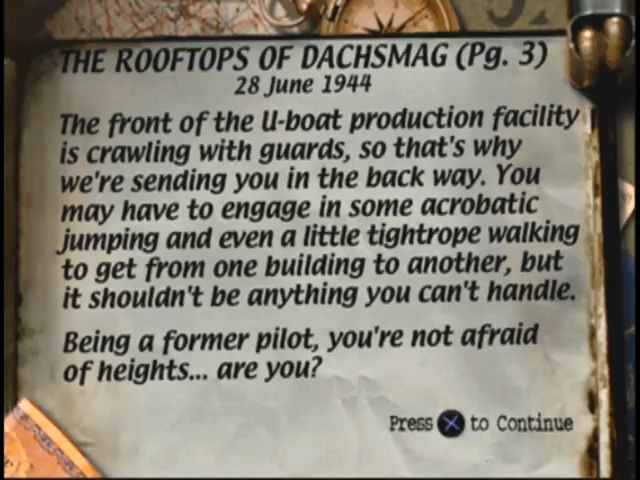 THE ROOFTOPS OF DACHSMAG (Pg. 3)
28 June 1944
The front of the U-boat production facility
is crawling with guards, so that's why
we're sending you in the back way. You
may have to engage in some acrobatic
jumping and even a little tightrope walking
to get from one building to another, but
it shouldn't be anything you can't handle.
Being a former pilot, you're not afraid
of heights... are you?
Press X to Continue